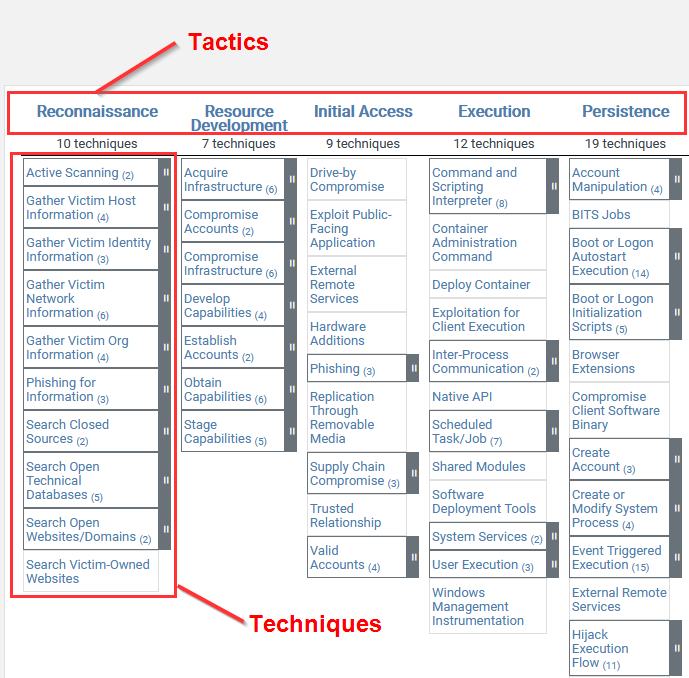 Tactics
Reconnaissance
10 techniques
Active Scanning (2)
Gather Victim Host
Information (4)
Gather Victim Identity
Information (3)
Gather Victim
Network
Information (6)
Gather Victim Org
Information (4)
Phishing for
Information (3)
Search Closed
Sources (2)
Search Open
Technical
Databases (5)
Search Open
Websites/Domains (2)
Search Victim-Owned
Websites
Resource
Development
7 techniques
Acquire
Infrastructure (6)
Compromise
Accounts (2)
Compromise
Infrastructure (6)
Develop
Capabilities (4)
Establish
Accounts (2)
Obtain
Capabilities (6)
Stage
Capabilities (5)
Initial Access
9 techniques
Drive-by
Compromise
Exploit Public-
Facing
Application
External
Remote
Services
Hardware
Additions
Phishing (3)
Replication
Through
Removable
Media
Supply Chain
Compromise (3)
Trusted
Relationship
Valid
Accounts (4)
Execution
12 techniques
Command and
Scripting
Interpreter (8)
Container
Administration
Command
Deploy Container
Exploitation for
Client Execution
Inter-Process
Communication (2)
Native API
Scheduled
Task/Job (7)
Shared Modules
Software
Deployment Tools
System Services (2)
User Execution (3)
Windows
Management
Instrumentation
Persistence
19 techniques
Account
Manipulation (4)
BITS Jobs
Boot or Logon
Autostart
Execution (14)
Boot or Logon
Initialization
Scripts (5)
Browser
Extensions
Compromise
Client Software
Binary
Create
Account (3)
Create or
Modify System
Process (4)
Event Triggered
Execution (15)
External Remote
Services
Hijack
Execution
Flow (11)
Techniques